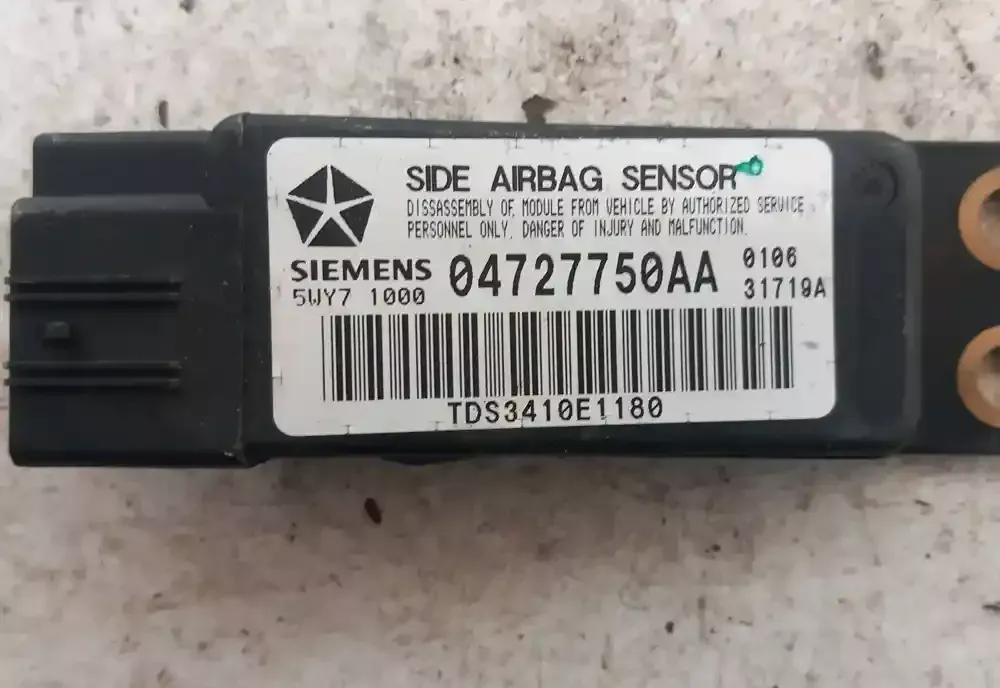 SIDE AIRBAG SENSOR
DISSASSEMBLY OF MODULE FROM VEHICLE BY AUTHORIZED SERVICE
PERSONNEL ONLY. DANGER OF INJURY AND MALFUNCTION.
SIEMENS 04727750AA 0106
5WY7 1000 31719A
TDS3410E1180